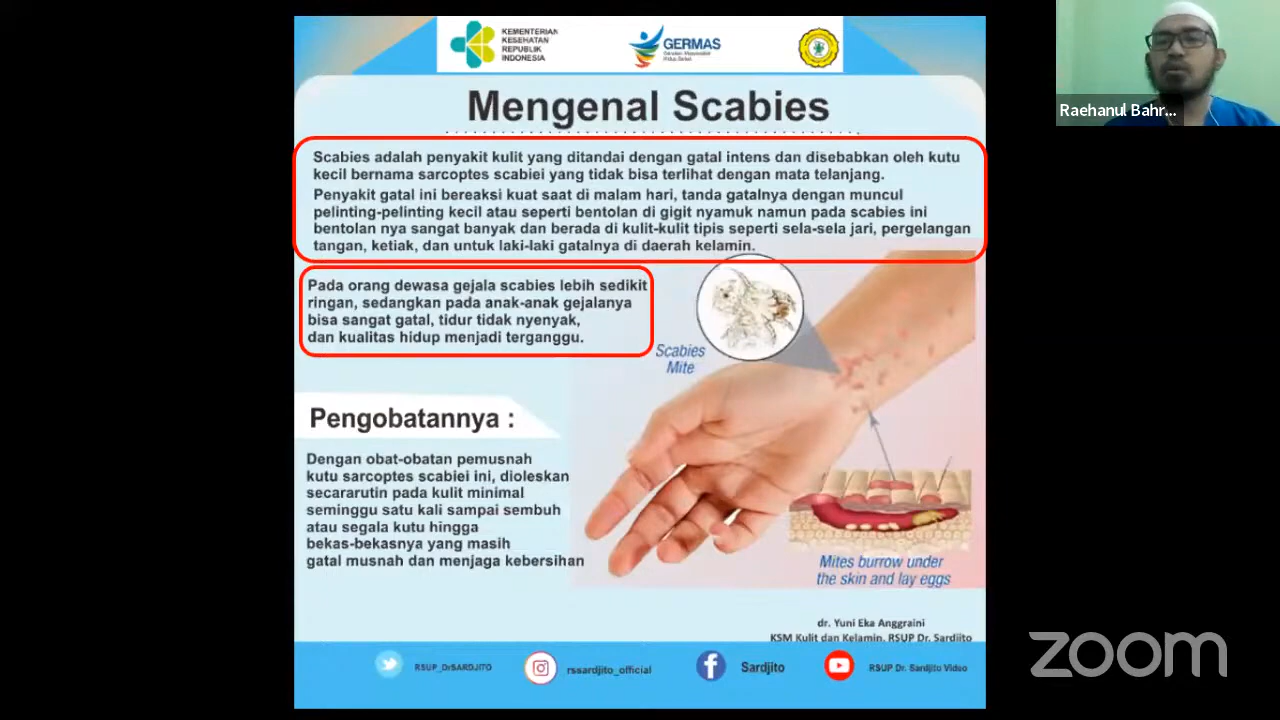 KEMENTERIAN
KESEHATAN
REPUBLIK
INDONESIA
GERMAS
Gerakan Masyarakat
Hidup Sehat
Raehanul Bahr...
Mengenal Scabies
Scabies adalah penyakit kulit yang ditandai dengan gatal intens dan disebabkan oleh kutu
kecil bernama sarcoptes scabiei yang tidak bisa terlihat dengan mata telanjang.
Penyakit gatal ini bereaksi kuat saat di malam hari, tanda gatalnya dengan muncul
pelinting-pelinting kecil atau seperti bentolan di gigit nyamuk namun pada scabies ini
bentolan nya sangat banyak dan berada di kulit-kulit tipis seperti sela-sela jari, pergelangan
tangan, ketiak, dan untuk laki-laki gatalnya di daerah kelamin.
Pada orang dewasa gejala scabies lebih sedikit
ringan, sedangkan pada anak-anak gejalanya
bisa sangat gatal, tidur tidak nyenyak,
dan kualitas hidup menjadi terganggu.
Scabies
Mite
Pengobatannya :
Dengan obat-obatan pemusnah
kutu sarcoptes scabiei ini, dioleskan
secararutin pada kulit minimal
seminggu satu kali sampai sembuh
atau segala kutu hingga
bekas-bekasnya yang masih
gatal musnah dan menjaga kebersihan
Mites burrow under
the skin and lay eggs
dr. Yuni Eka Anggraini
KSM Kulit dan Kelamin, RSUP Dr. Sardjito
RSUP_DrSARDJITO
rssardjito_official
Sardjito
RSUP Dr. Sardjito Video
zoom